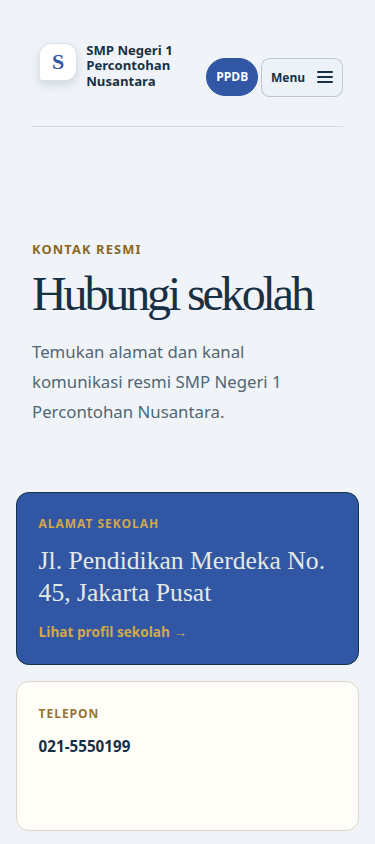 S
SMP Negeri 1
Percontohan
Nusantara
PPDB
Menu
KONTAK RESMI
Hubungi sekolah
Temukan alamat dan kanal
komunikasi resmi SMP Negeri 1
Percontohan Nusantara.
ALAMAT SEKOLAH
Jl. Pendidikan Merdeka No.
45, Jakarta Pusat
Lihat profil sekolah →
TELEPON
021-5550199